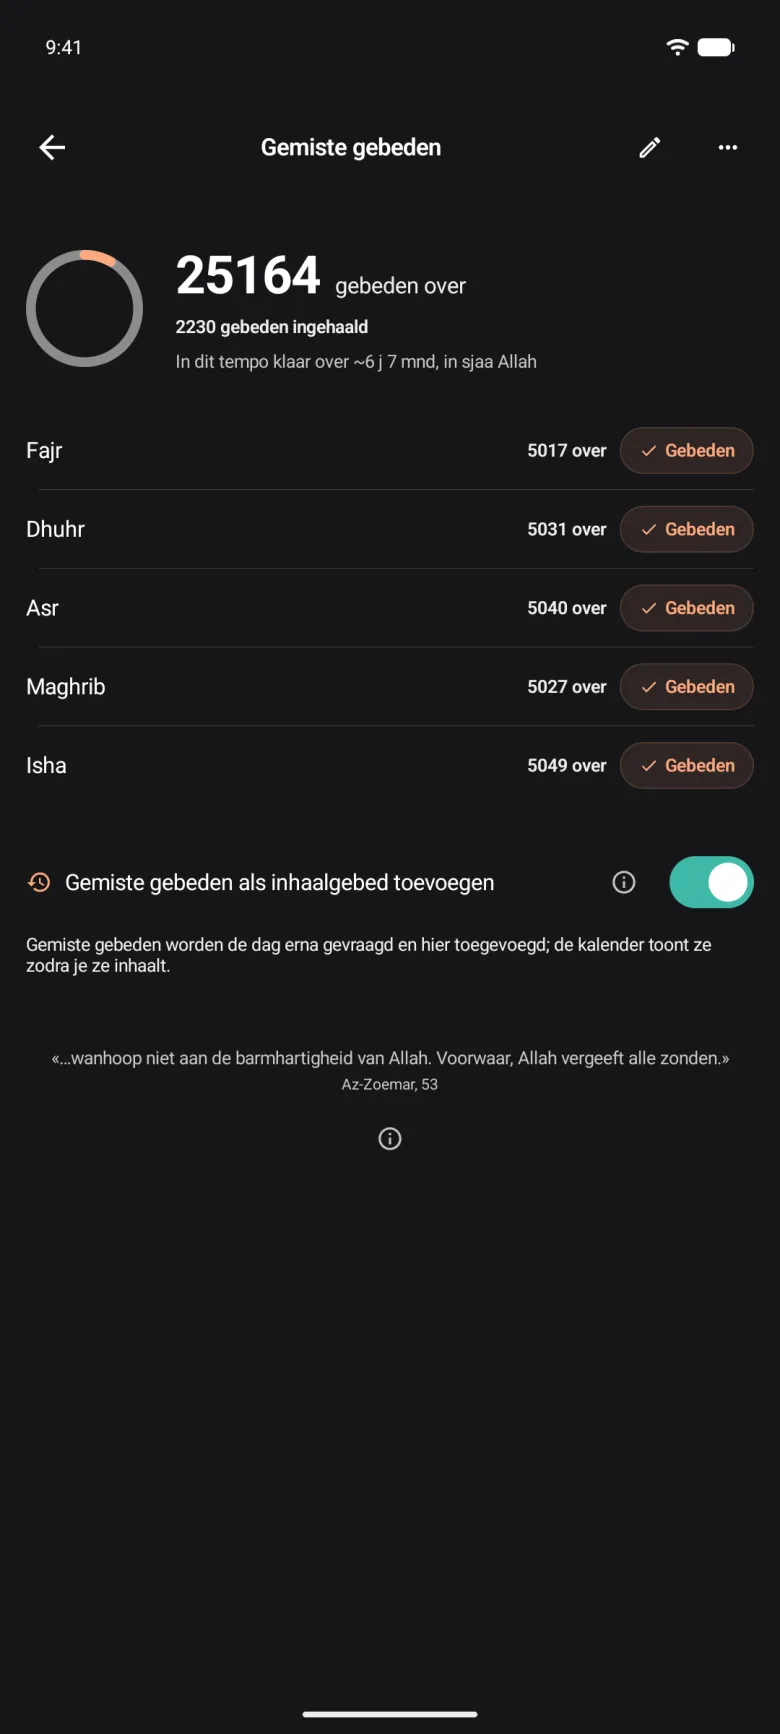 9:41
Gemiste gebeden
25164 gebeden over
2230 gebeden ingehaald
In dit tempo klaar over ~6 j 7 mnd, in sjaa Allah
Fajr 5017 over Gebeden
Dhuhr 5031 over Gebeden
Asr 5040 over Gebeden
Maghrib 5027 over Gebeden
Isha 5049 over Gebeden
Gemiste gebeden als inhaalgebed toevoegen
Gemiste gebeden worden de dag erna gevraagd en hier toegevoegd; de kalender toont ze
zodra je ze inhaalt.
«…wanhoop niet aan de barmhartigheid van Allah. Voorwaar, Allah vergeeft alle zonden.»
Az-Zoemar, 53